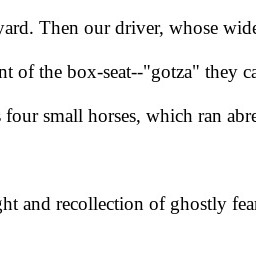 yard. Then our driver, whose wide
nt of the box-seat--"gotza" they ca
four small horses, which ran abre
ght and recollection of ghostly fea